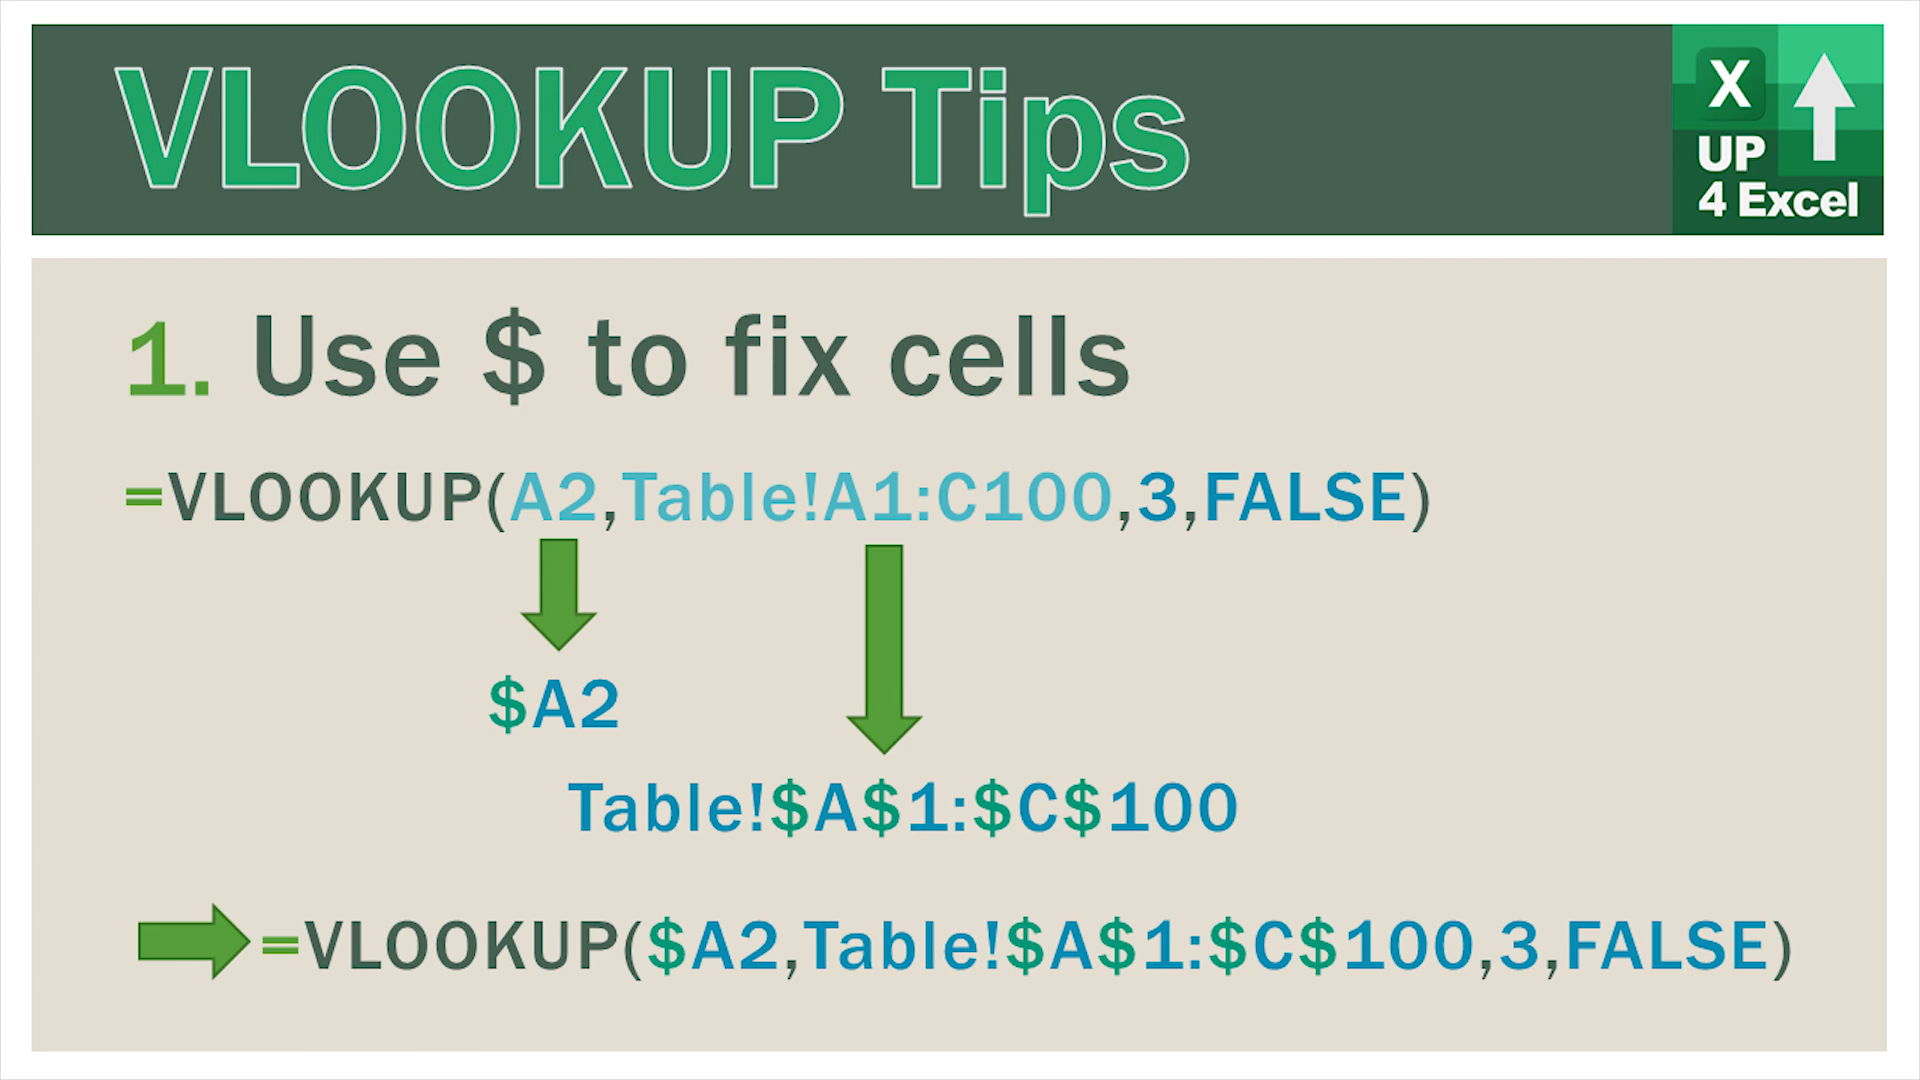 VLOOKUP Tips
X
UP
4 Excel
1. Use $ to fix cells
=VLOOKUP(A2,Table!A1:C100,3,FALSE)
$A2
Table!$A$1:$C$100
=VLOOKUP($A2,Table!$A$1:$C$100,3,FALSE)